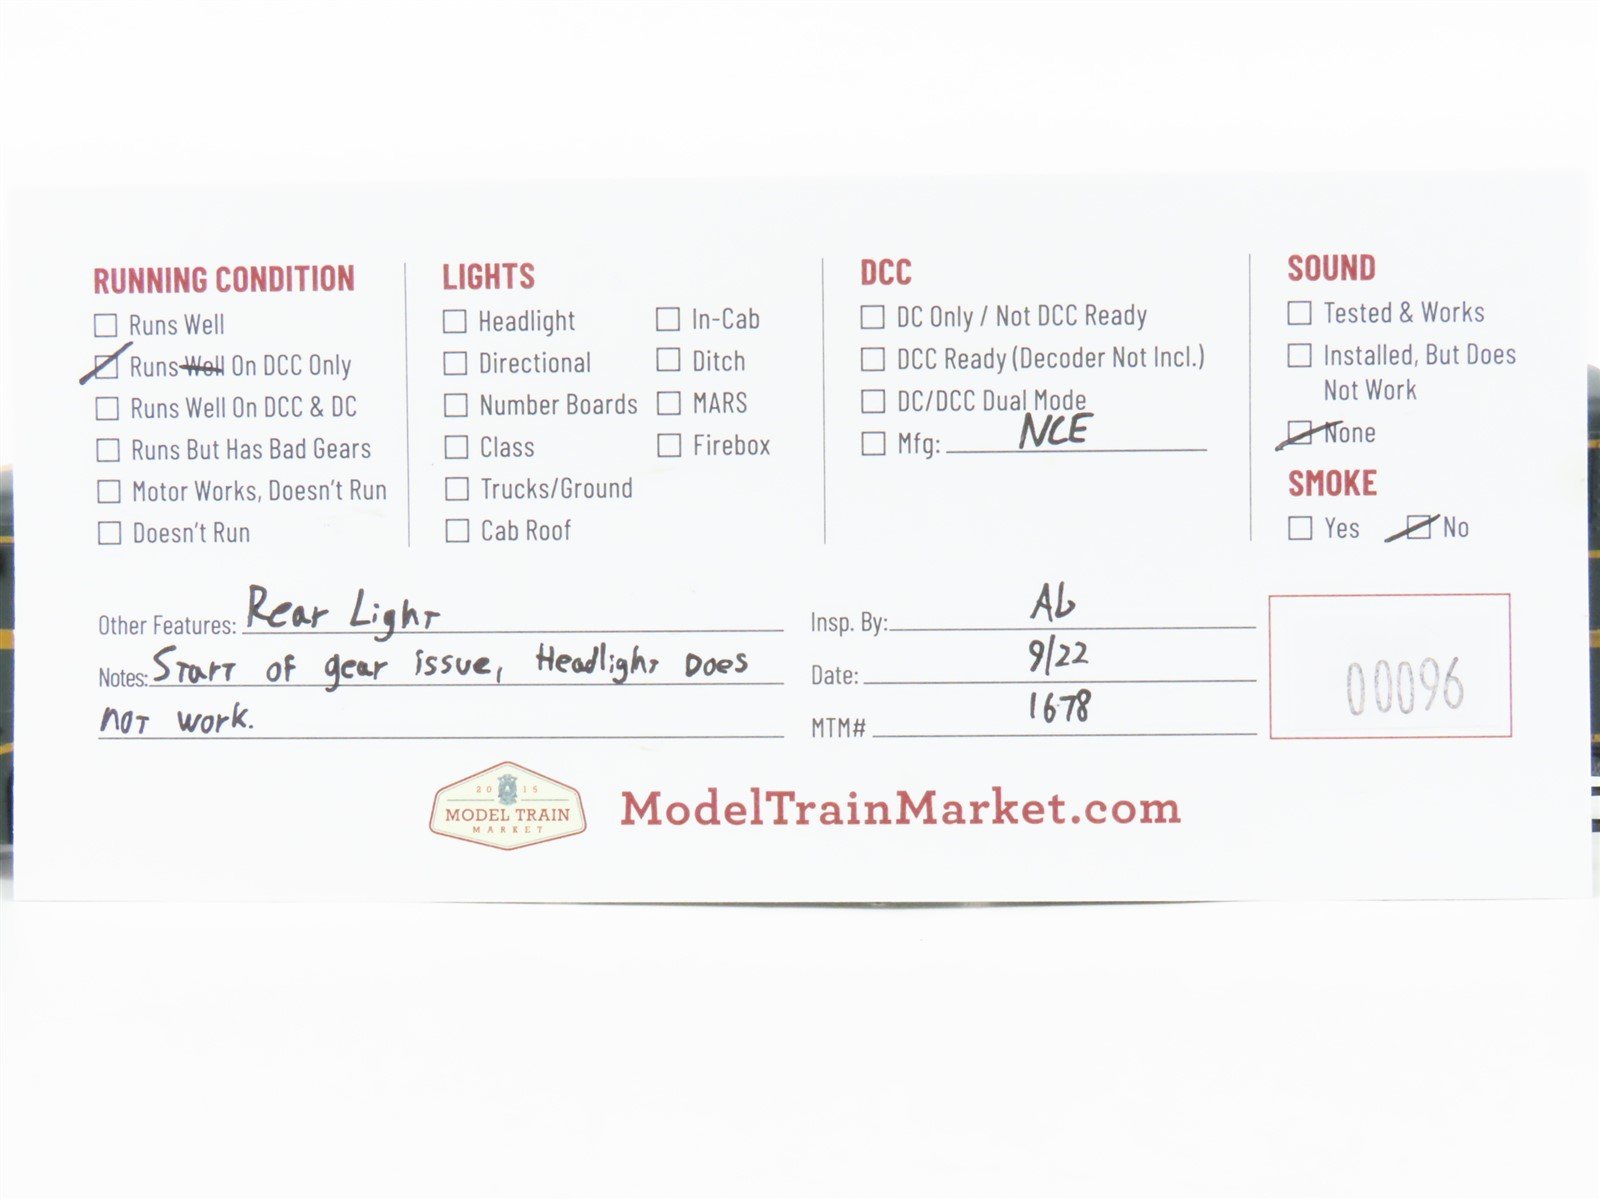 RUNNING CONDITION
Runs Well
Runs Well On DCC Only
Runs Well On DCC & DC
Runs But Has Bad Gears
Motor Works, Doesn't Run
Doesn't Run
LIGHTS
Headlight
Directional
Number Boards
Class
Trucks/Ground
Cab Roof
In-Cab
Ditch
MARS
Firebox
DCC
DC Only / Not DCC Ready
DCC Ready (Decoder Not Incl.)
DC/DCC Dual Mode
Mfg: NCE
SOUND
Tested & Works
Installed, But Does
Not Work
None
SMOKE
Yes No
Other Features: Rear Light
Notes: Start of gear issue, Headlight Does
not work.
Insp. By: AG
Date: 9/22
MTM# 1678
00096
2015
MODEL TRAIN
MARKET
ModelTrainMarket.com